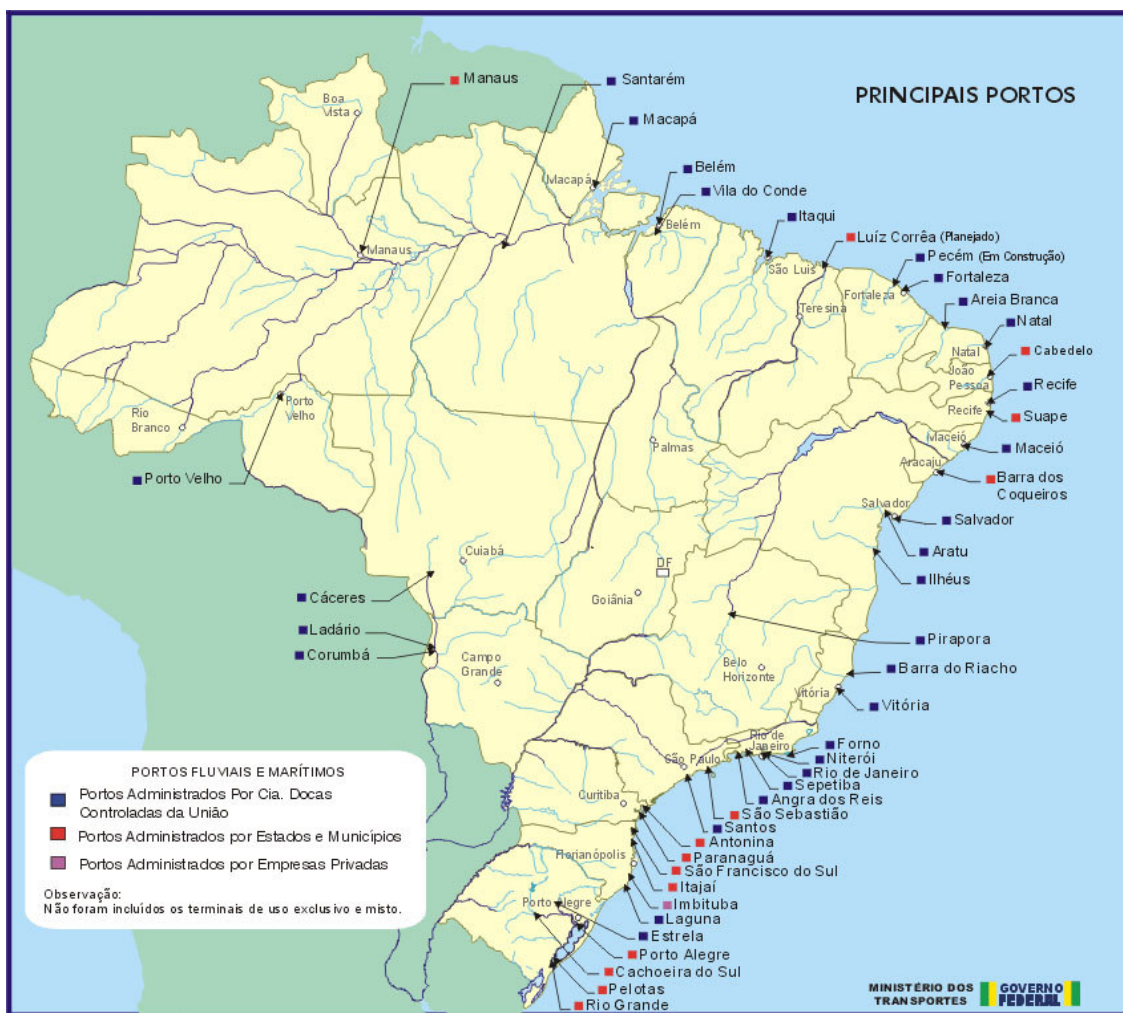 PRINCIPAIS PORTOS
Manaus
Santarém
Macapá
Belém
Vila do Conde
Itaqui
Luíz Corrêa (Planejado)
Pecém (Em Construção)
Fortaleza
Areia Branca
Natal
Cabedelo
Recife
Suape
Maceió
Barra dos
Coqueiros
Salvador
Aratu
Ilhéus
Pirapora
Barra do Riacho
Vitória
Forno
Niterói
Rio de Janeiro
Sepetiba
Angra dos Reis
São Sebastião
Santos
Antonina
Paranaguá
São Francisco do Sul
Itajaí
Imbituba
Laguna
Estrela
Porto Alegre
Cachoeira do Sul
Pelotas
Rio Grande
Porto Velho
Cáceres
Ladário
Corumbá
Boa
Vista
Macapá
Manaus
Belém
São Luis
Teresina
Fortaleza
Natal
João
Pessoa
Recife
Maceió
Aracaju
Salvador
Porto
Velho
Rio
Branco
Palmas
Cuiabá
DF
Goiânia
Campo
Grande
Belo
Horizonte
Vitória
Rio de
Janeiro
São Paulo
Curitiba
Florianópolis
Porto Alegre
PORTOS FLUVIAIS E MARÍTIMOS
Portos Administrados Por Cia. Docas
Controladas da União
Portos Administrados por Estados e Municípios
Portos Administrados por Empresas Privadas
Observação:
Não foram incluídos os terminais de uso exclusivo e misto.
MINISTÉRIO DOS
TRANSPORTES
GOVERNO
FEDERAL